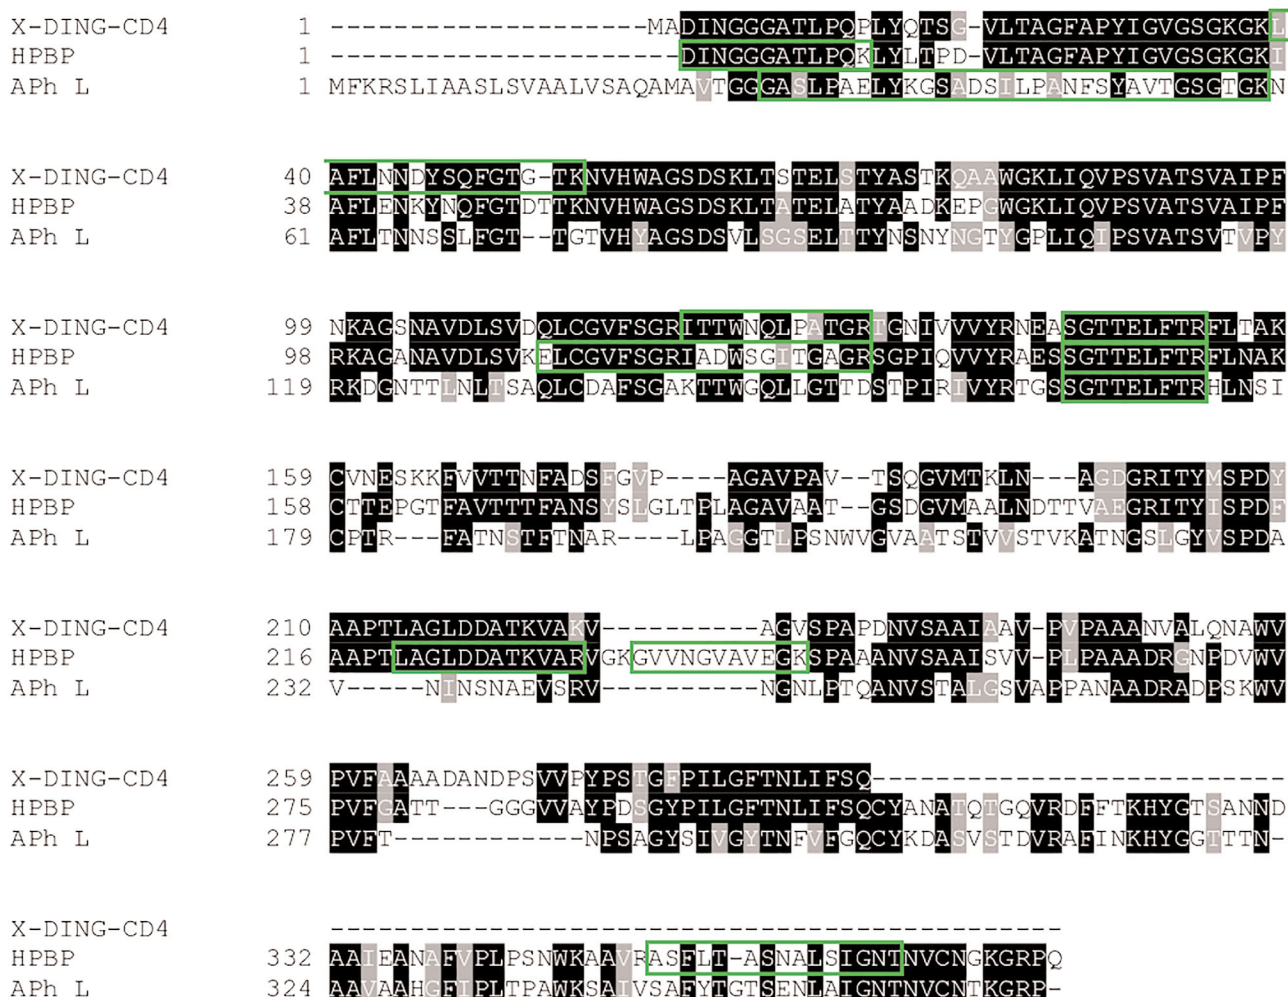 X-DING-CD4 1 --------------------MADINGGGATLPQPLYQTSG-VLTAGFAPYIGVGSGKGKL
HPBP 1 ----------------------DINGGGATLPQKLYLTPD-VLTAGFAPYIGVGSGKGKI
APh L 1 MFKRSLIAASLSVAALVSAQAMAVTGGGASLPAELYKGSADSILPANFSYAVTGSGTGKN
X-DING-CD4 40 AFLNNDYSQFGTG-TKNVHWAGSDSKLTSTELSTYASTKQAAWGKLIQVPSVATSVAIPF
HPBP 38 AFLENKYNQFGTDTTKNVHWAGSDSKLTATELATYAADKEPGWGKLIQVPSVATSVAIPF
APh L 61 AFLTNNSSLFGT--TGTVHYAGSDSVLSGSELTTYNSNYNGTYGPLIQIPSVATSVTVPY
X-DING-CD4 99 NKAGSNAVDLSVDQLCGVFSGRITTWNQLPATGRTGNIVVVYRNEASGTTELFTRFLTAK
HPBP 98 RKAGANAVDLSVKELCGVFSGRIADWSGITGAGRSGPIQVVYRAESSGTTELFTRFLNAK
APh L 119 RKDGNTTLNLTSAQLCDAFSGAKTTWGQLLGTTDSTPIRIVYRTGSSGTTELFTRHLNSI
X-DING-CD4 159 CVNESKKFVVTTNFADSFGVP----AGAVPAV--TSQGVMTKLN---AGDGRITYMSPDY
HPBP 158 CTTEPGTFAVTTTFANSYSLGLTPLAGAVAAT--GSDGVMAALNDTTVAEGRITYISPDF
APh L 179 CPTR---FATNSTFTNAR----LPAGGTLPSNWVGVAATSTVVSTVKATNGSLGYVSPDA
X-DING-CD4 210 AAPTLAGLDDATKVAKV----------AGVSPAPDNVSAAIAAV-PVPAAANVALQNAWV
HPBP 216 AAPTLAGLDDATKVARVGKGVVNGVAVEGKSPAAANVSAAISVV-PLPAAADRGNPDVWV
APh L 232 V-----NINSNAEVSRV----------NGNLPTQANVSTALGSVAPPANAADRADPSKWV
X-DING-CD4 259 PVFAAAADANDPSVVPYPSTGFPILGFTNLIFSQ--------------------------
HPBP 275 PVFGATT---GGGVVAYPDSGYPILGFTNLIFSQCYANATQTGQVRDFFTKHYGTSANND
APh L 277 PVFT------------NPSAGYSIVGYTNFVFGQCYKDASVSTDVRAFINKHYGGTTTN-
X-DING-CD4 ----------------------------------------------
HPBP 332 AAIEANAFVPLPSNWKAAVRASFLT-ASNALSIGNTNVCNGKGRPQ
APh L 324 AAVAAHGFIPLTPAWKSAIVSAFYTGTSENLAIGNTNVCNTKGRP-